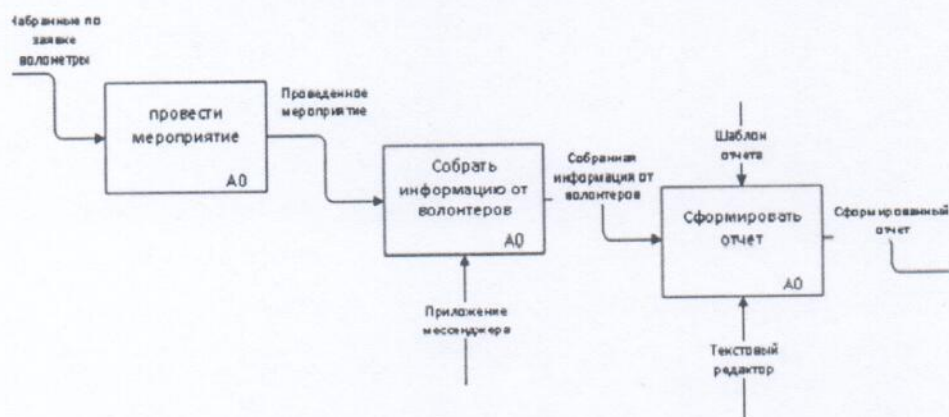 Набранные по
заявке
волонетры
провести
мероприятие
A0
Проведенное
мероприятие
Собрать
информацию от
волонтеров
A0
Приложение
мессенджера
Собранная
информация от
волонтеров
Шаблон
отчета
Сформировать
отчет
A0
Текстовый
редактор
Сформированный
отчет